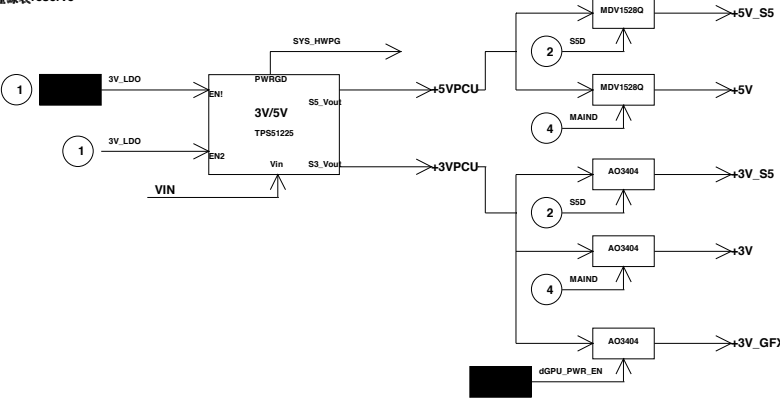 MDV1528Q
+5V_S5
SYS_HWPG
S5D
2
PWRGD
1
3V_LDO
EN!
S5_Vout
+5VPCU
MDV1528Q
+5V
3V/5V
TPS51225
MAIND
4
1
3V_LDO
EN2
Vin
S3_Vout
+3VPCU
AO3404
+3V_S5
VIN
S5D
2
AO3404
+3V
MAIND
4
AO3404
+3V_GFX
dGPU_PWR_EN